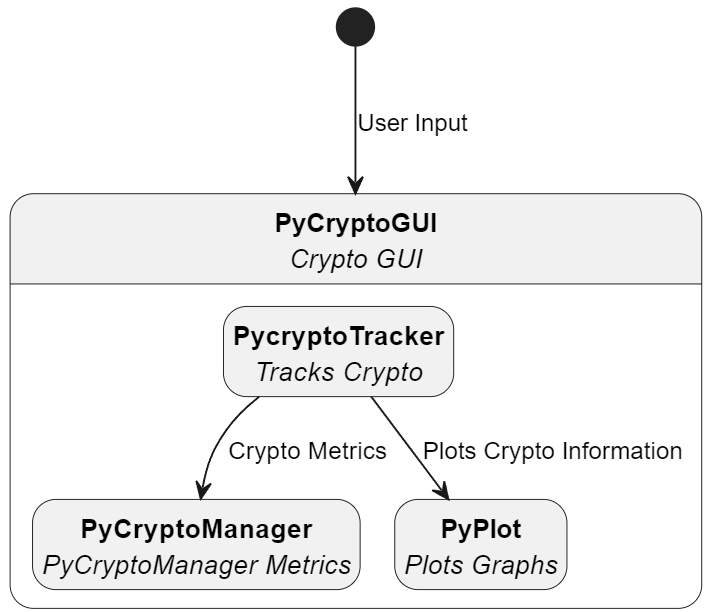 User Input
PyCryptoGUI
Crypto GUI
PycryptoTracker
Tracks Crypto
Crypto Metrics
Plots Crypto Information
PyCryptoManager
PyCryptoManager Metrics
PyPlot
Plots Graphs